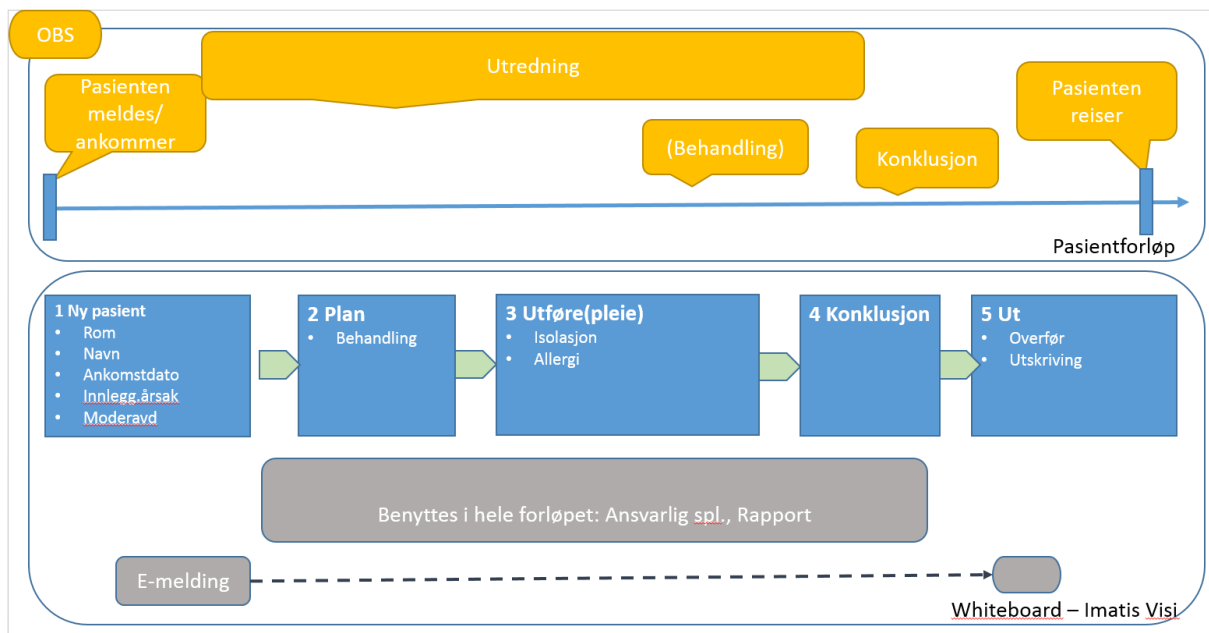 OBS
Utredning
Pasienten
meldes/
ankommer
Pasienten
reiser
(Behandling)
Konklusjon
Pasientforløp
1 Ny pasient
• Rom
• Navn
• Ankomstdato
• Innlegg.årsak
• Moderavd
2 Plan
• Behandling
3 Utføre(pleie)
• Isolasjon
• Allergi
4 Konklusjon
5 Ut
• Overfør
• Utskriving
Benyttes i hele forløpet: Ansvarlig spl., Rapport
E-melding
Whiteboard – Imatis Visi